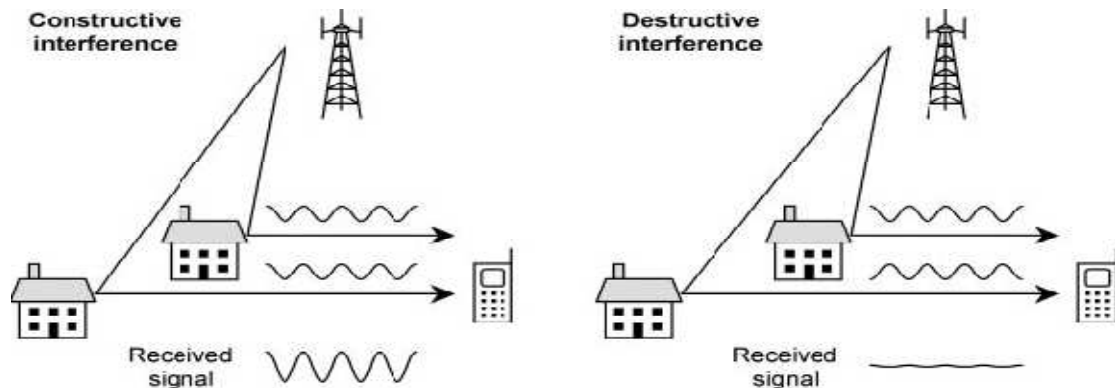 Constructive
interference
Destructive
interference
Received
signal
Received
signal